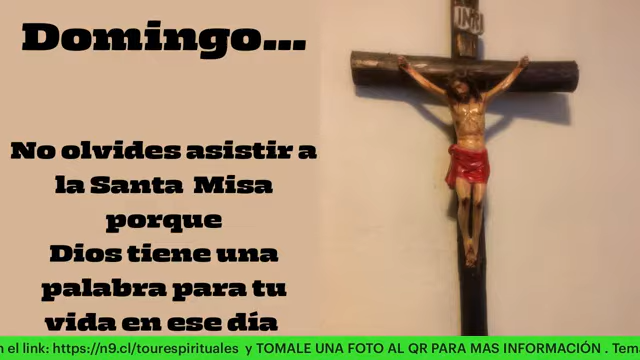 Domingo...
INRI
No olvides asistir a
la Santa Misa
porque
Dios tiene una
palabra para tu
vida en ese día
el link: https://n9.cl/tourespirituales y TOMALE UNA FOTO AL QR PARA MAS INFORMACIÓN .